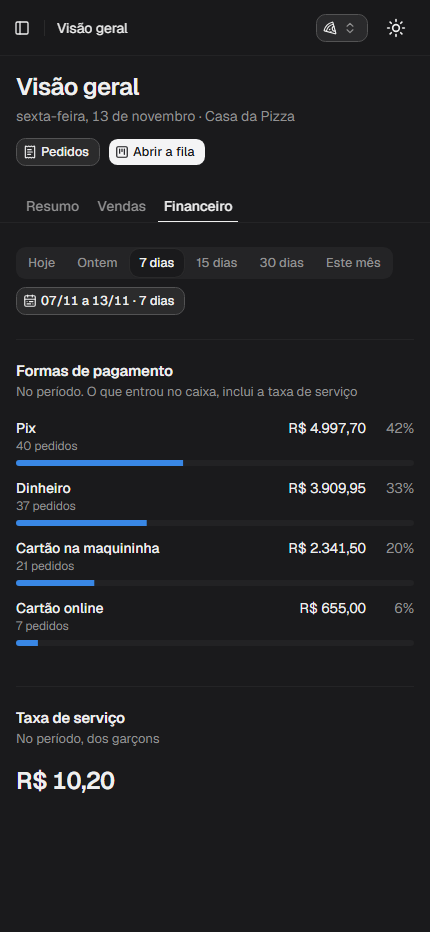 Visão geral
Visão geral
sexta-feira, 13 de novembro · Casa da Pizza
Pedidos
Abrir a fila
Resumo
Vendas
Financeiro
Hoje
Ontem
7 dias
15 dias
30 dias
Este mês
07/11 a 13/11 · 7 dias
Formas de pagamento
No período. O que entrou no caixa, inclui a taxa de serviço
Pix R$ 4.997,70 42%
40 pedidos
Dinheiro R$ 3.909,95 33%
37 pedidos
Cartão na maquininha R$ 2.341,50 20%
21 pedidos
Cartão online R$ 655,00 6%
7 pedidos
Taxa de serviço
No período, dos garçons
R$ 10,20